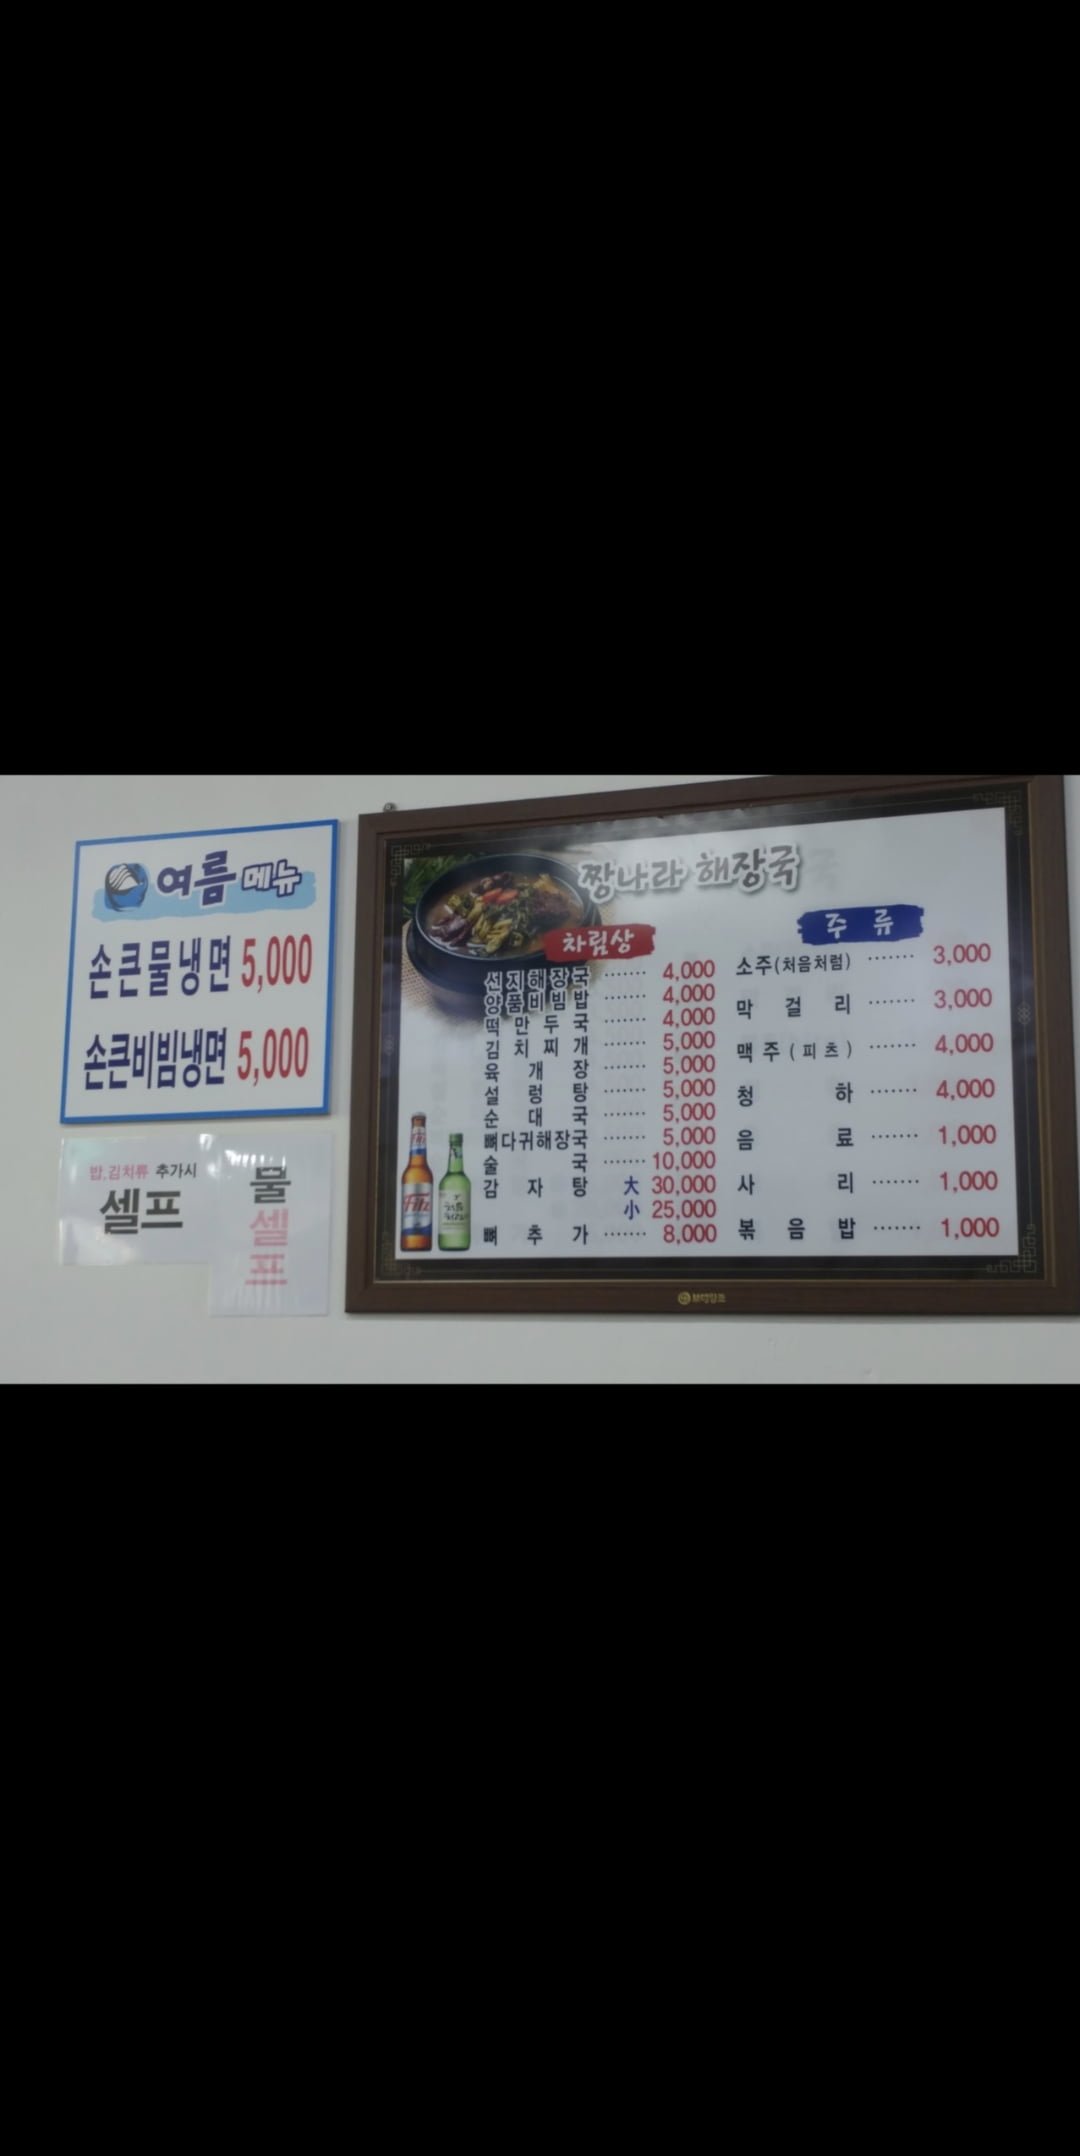 여름 메뉴
손큰물냉면 5,000
손큰비빔냉면 5,000
밥,김치류 추가시
셀프
물
셀
프
짱나라 해장국
차림상
선지해장국 ······· 4,000
양품비빔밥 ······· 4,000
떡만두국 ······· 4,000
김치찌개 ······· 5,000
육개장 ······· 5,000
설렁탕 ······· 5,000
순대국 ······· 5,000
뼈다귀해장국 ······· 5,000
술국 ······· 10,000
감자탕 大 30,000
小 25,000
뼈추가 ······· 8,000
주류
소주(처음처럼) ······· 3,000
막걸리 ······· 3,000
맥주(피츠) ······· 4,000
청하 ······· 4,000
음료 ······· 1,000
사리 ······· 1,000
볶음밥 ······· 1,000
Fitz
처음처럼